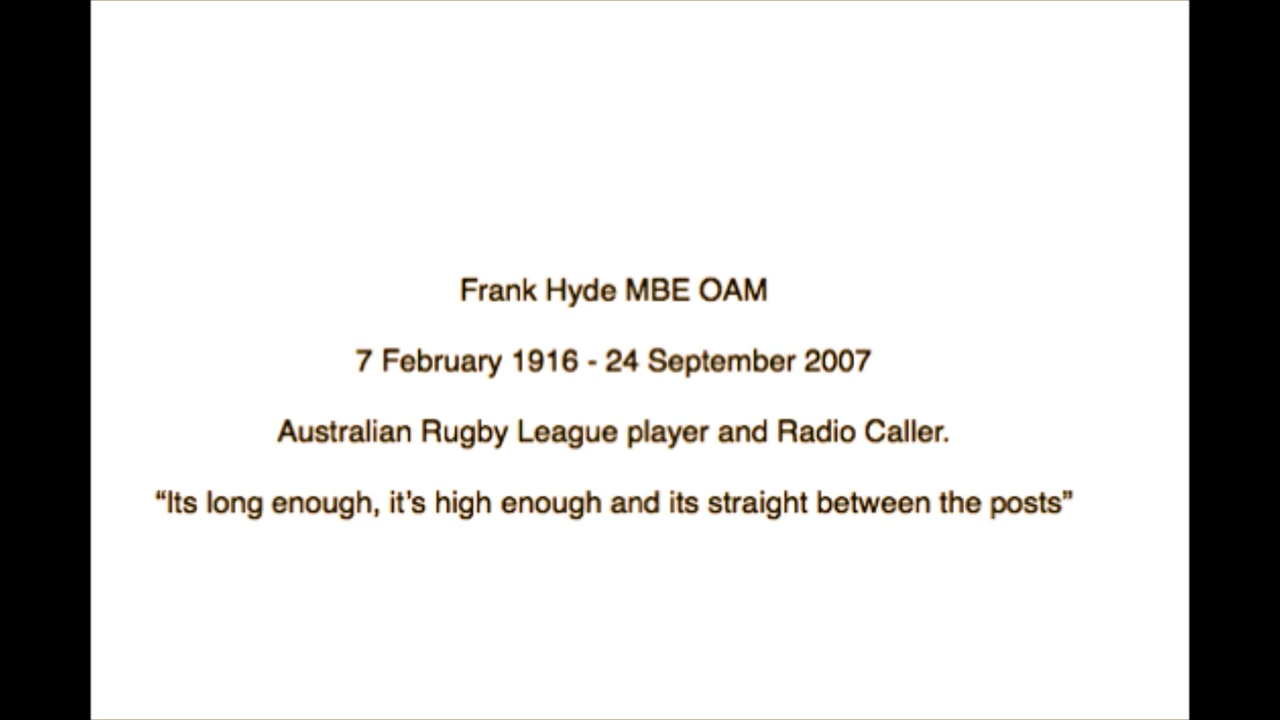 Frank Hyde MBE OAM
7 February 1916 - 24 September 2007
Australian Rugby League player and Radio Caller.
“Its long enough, it’s high enough and its straight between the posts”